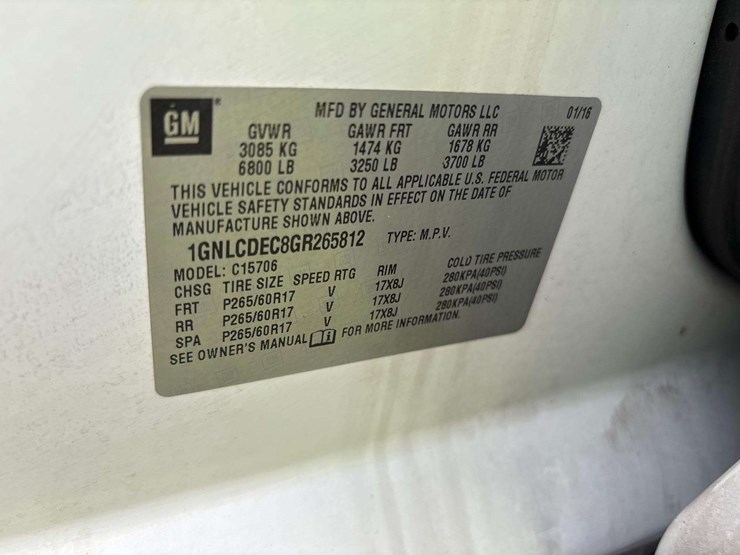 GM
MFD BY GENERAL MOTORS LLC 01/16
GVWR GAWR FRT GAWR RR
3085 KG 1474 KG 1678 KG
6800 LB 3250 LB 3700 LB
THIS VEHICLE CONFORMS TO ALL APPLICABLE U.S. FEDERAL MOTOR
VEHICLE SAFETY STANDARDS IN EFFECT ON THE DATE OF
MANUFACTURE SHOWN ABOVE.
1GNLCDEC8GR265812 TYPE: M.P.V.
MODEL: C15706
CHSG TIRE SIZE SPEED RTG RIM COLD TIRE PRESSURE
FRT P265/60R17 V 17X8J 280KPA(40PSI)
RR P265/60R17 V 17X8J 280KPA(40PSI)
SPA P265/60R17 V 17X8J 280KPA(40PSI)
SEE OWNER'S MANUAL FOR MORE INFORMATION.